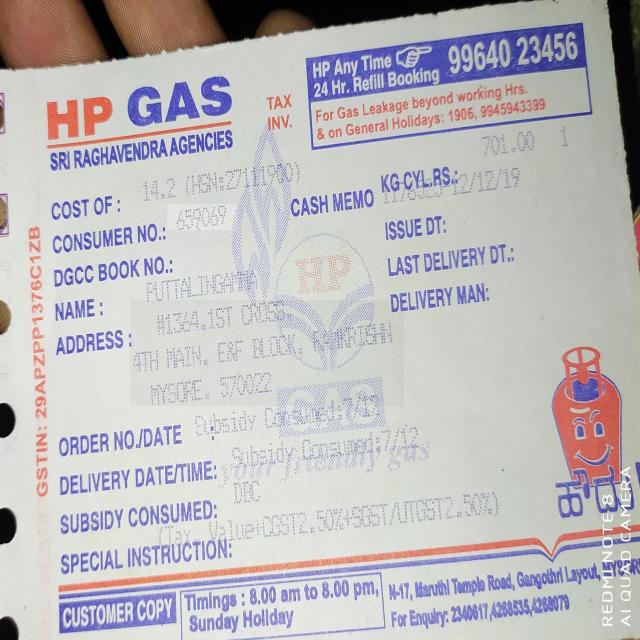 HP Any Time
24 Hr. Refill Booking
99640 23456
For Gas Leakage beyond working Hrs.
& on General Holidays: 1906, 9945943399
TAX
INV.
HP GAS
SRI RAGHAVENDRA AGENCIES
701.00 1
14.2 (HSN:27111900)
COST OF :
KG CYL.RS.:
12/12/19
CASH MEMO
CONSUMER NO.: 659069
ISSUE DT:
DGCC BOOK NO.:
LAST DELIVERY DT.:
NAME : PUTTALINGAMMA
DELIVERY MAN:
ADDRESS : #1364,1ST CROSS,
4TH MAIN, E&F BLOCK, RAMKRISHN
MYSORE. 570022
HP
GAS
your friendly gas
ORDER NO./DATE Subsidy Consumed:7/12
DELIVERY DATE/TIME: Subsidy Consumed:7/12
SUBSIDY CONSUMED: DBC
(Tax. Value+CGST2.50%+SGST/UTGST2.50%)
SPECIAL INSTRUCTION:
GSTIN: 29APZPP1376C1ZB
CUSTOMER COPY
Timings : 8.00 am to 8.00 pm,
Sunday Holiday
N-17, Maruthi Temple Road, Gangothri Layout,
For Enquiry: 2340617,4268535,4268079
REDMI NOTE 8
AI QUAD CAMERA